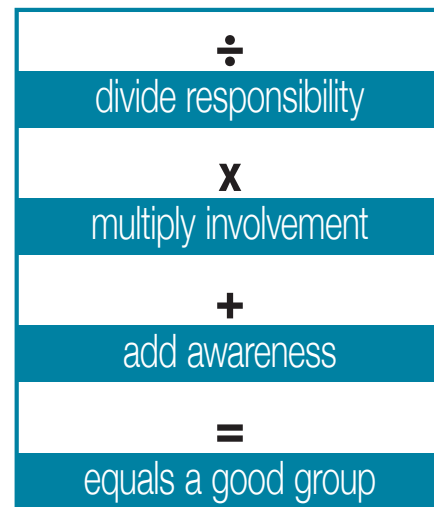 ÷
divide responsibility
x
multiply involvement
+
add awareness
=
equals a good group